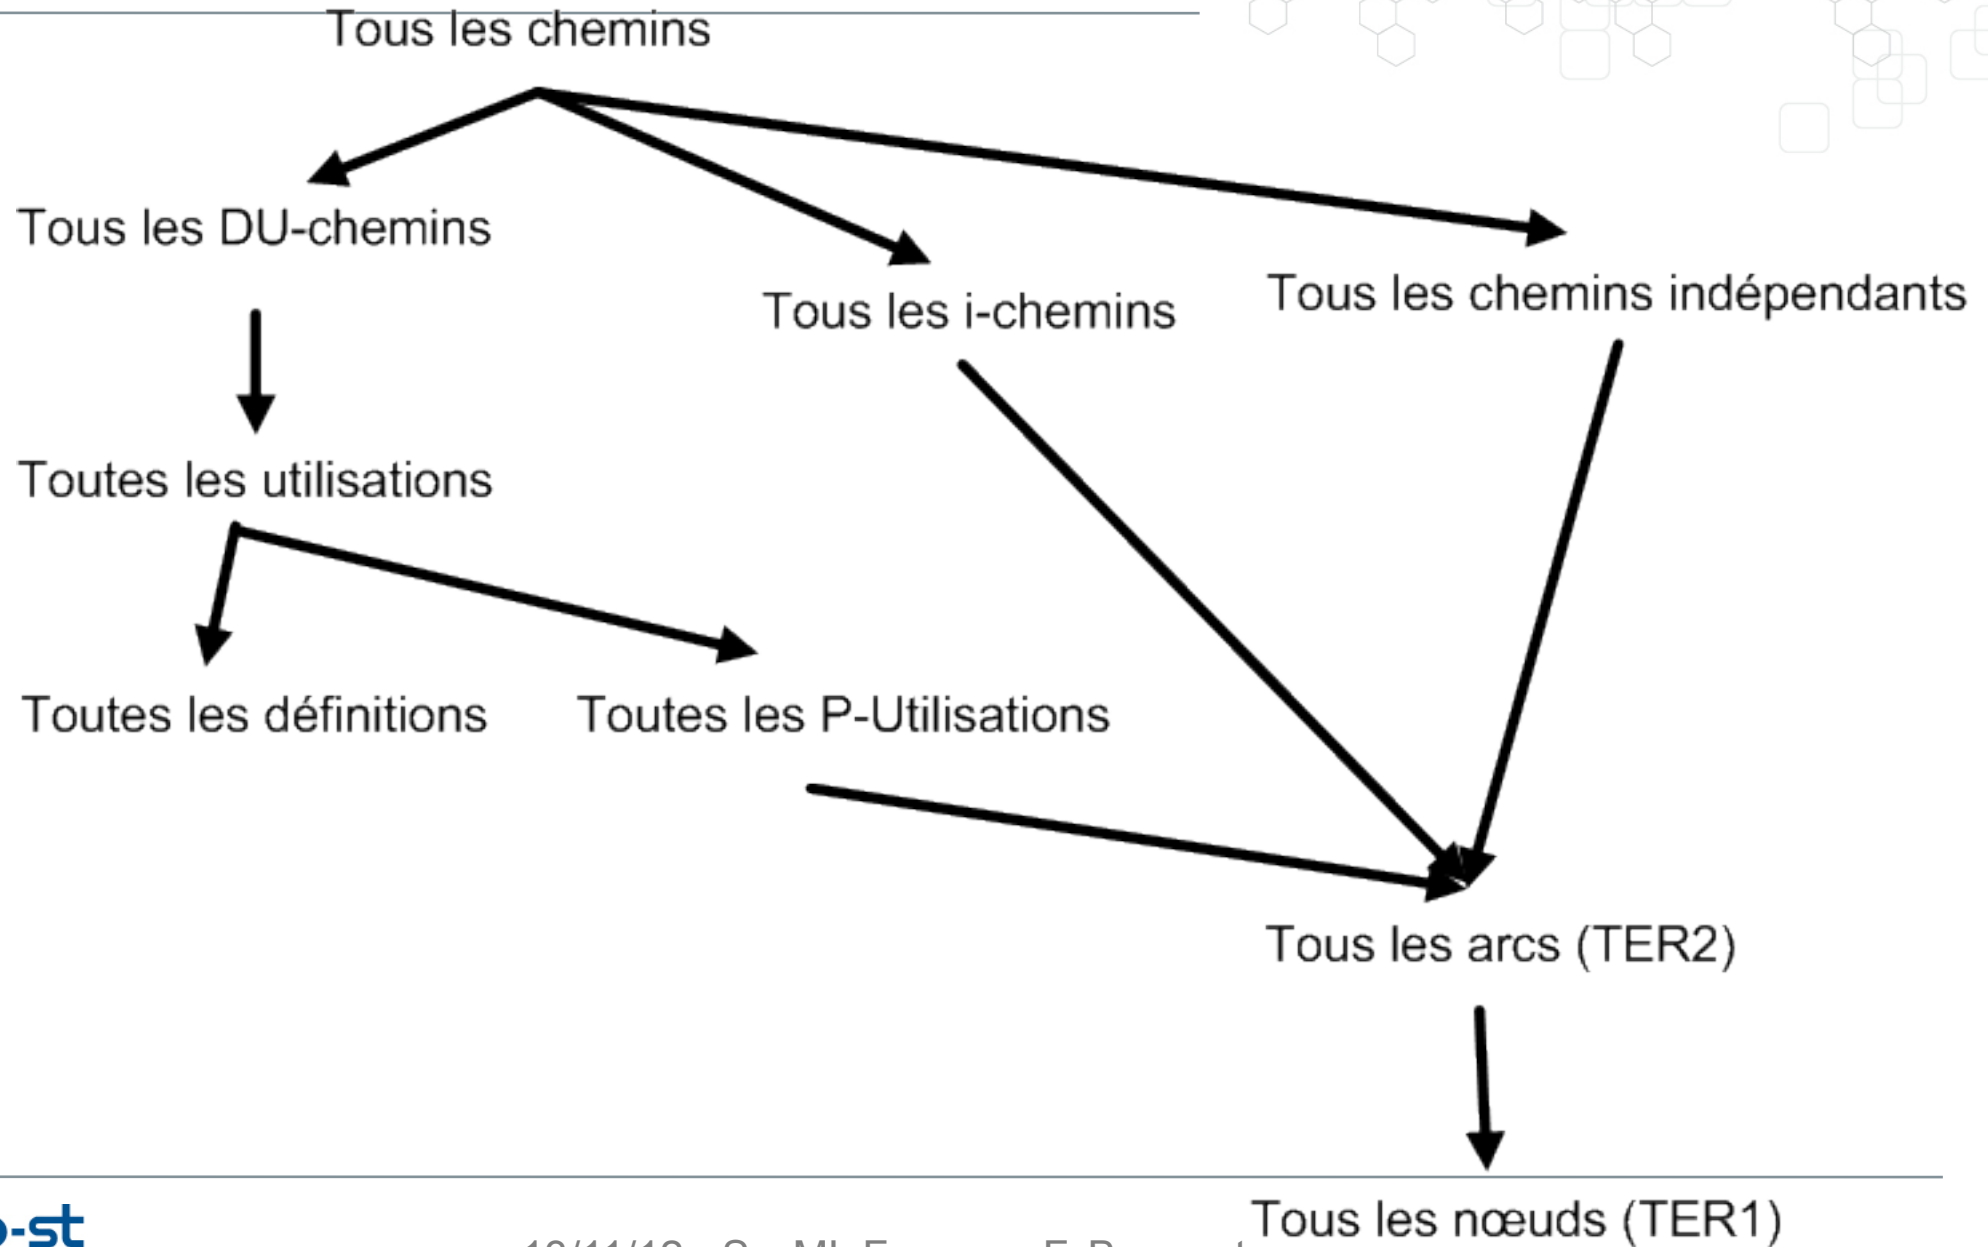 Tous les chemins
Tous les DU-chemins
Tous les i-chemins
Tous les chemins indépendants
Toutes les utilisations
Toutes les définitions
Toutes les P-Utilisations
Tous les arcs (TER2)
Tous les nœuds (TER1)
-st